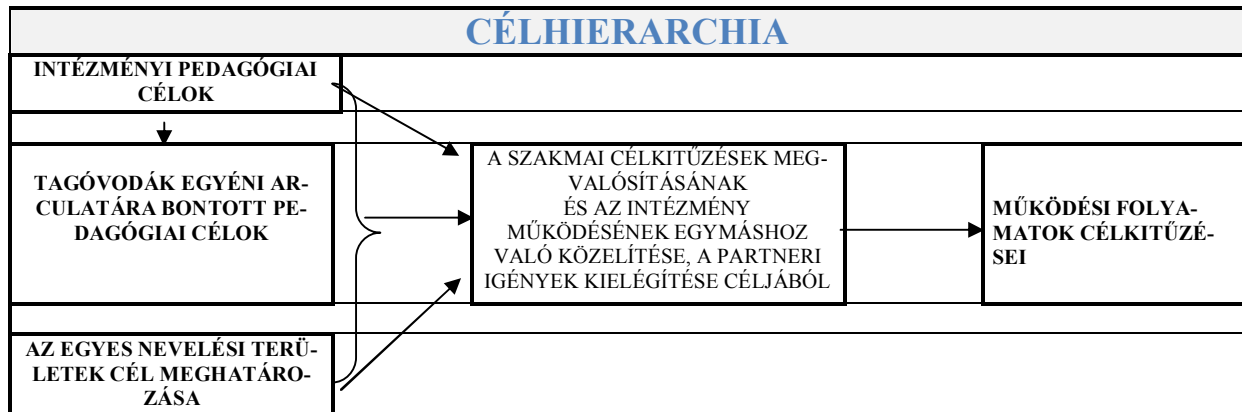 CÉLHIERARCHIA
INTÉZMÉNYI PEDAGÓGIAI
CÉLOK
TAGÓVODÁK EGYÉNI AR-
CULATÁRA BONTOTT PE-
DAGÓGIAI CÉLOK
AZ EGYES NEVELÉSI TERÜ-
LETEK CÉL MEGHATÁRO-
ZÁSA
A SZAKMAI CÉLKITŰZÉSEK MEG-
VALÓSÍTÁSÁNAK
ÉS AZ INTÉZMÉNY
MŰKÖDÉSÉNEK EGYMÁSHOZ
VALÓ KÖZELÍTÉSE, A PARTNERI
IGÉNYEK KIELÉGÍTÉSE CÉLJÁBÓL
MŰKÖDÉSI FOLYA-
MATOK CÉLKITŰZÉ-
SEI